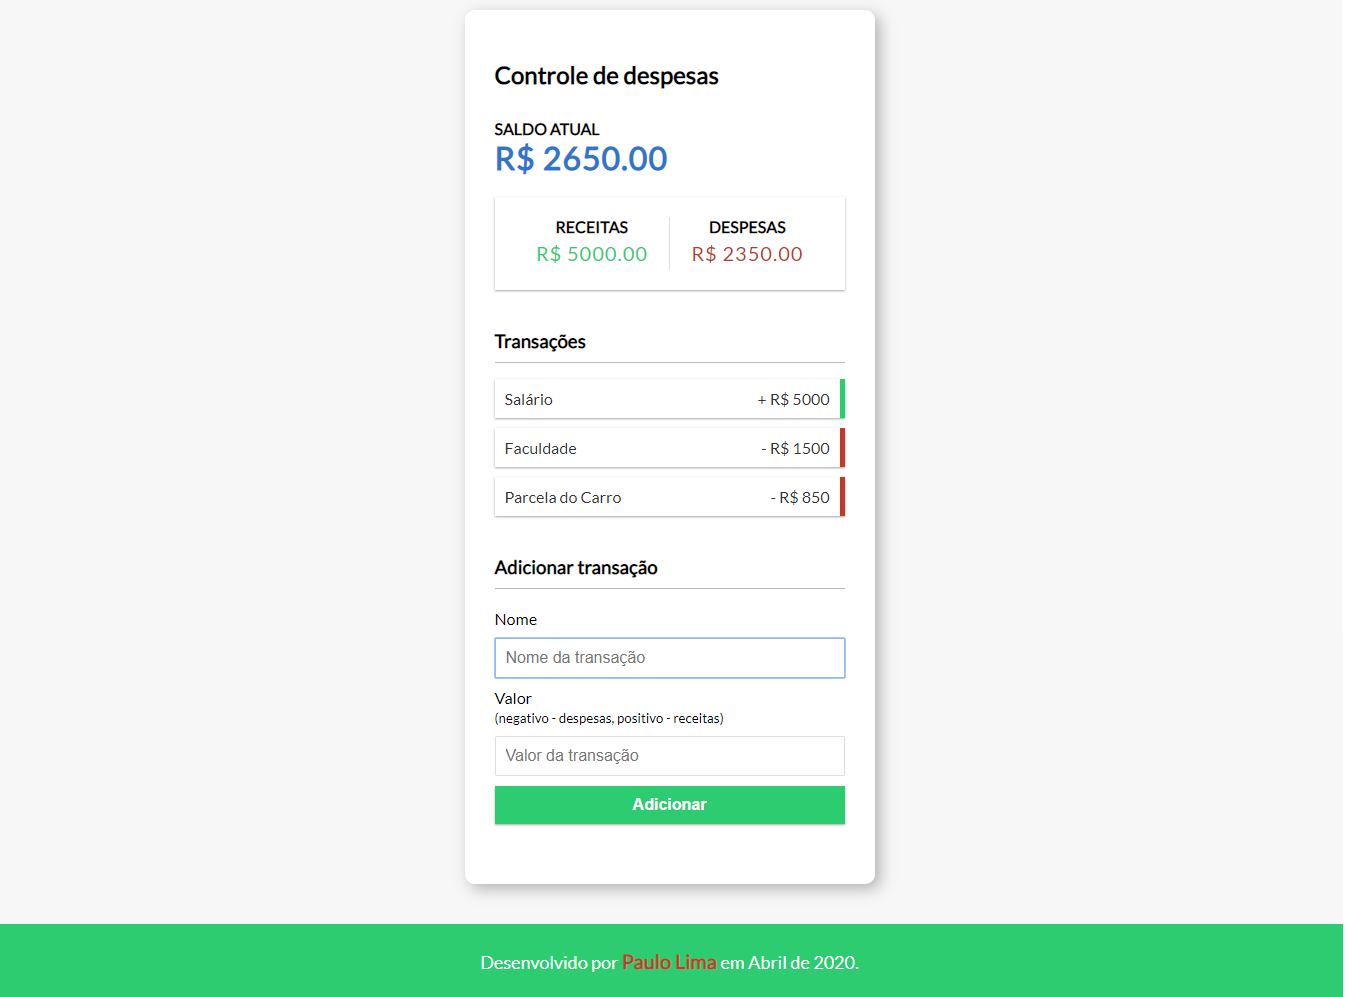 Controle de despesas
SALDO ATUAL
R$ 2650.00
RECEITAS DESPESAS
R$ 5000.00 R$ 2350.00
Transações
Salário + R$ 5000
Faculdade - R$ 1500
Parcela do Carro - R$ 850
Adicionar transação
Nome
Nome da transação
Valor
(negativo - despesas, positivo - receitas)
Valor da transação
Adicionar
Desenvolvido por Paulo Lima em Abril de 2020.